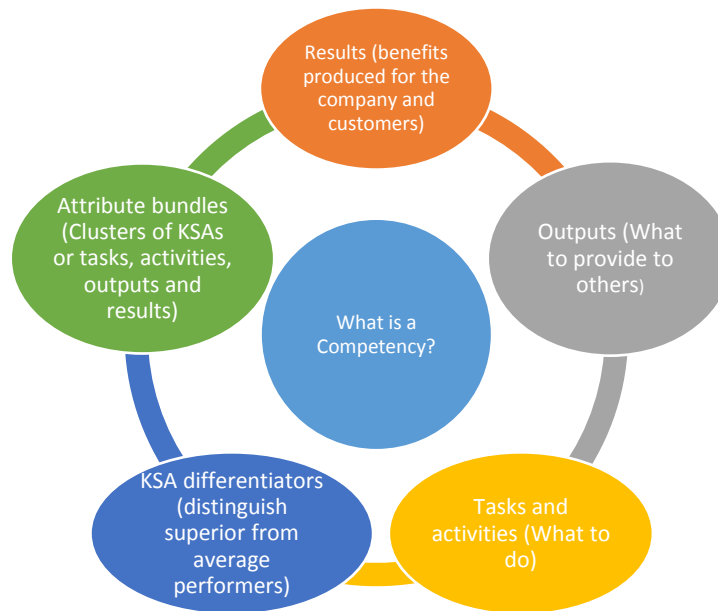 Results (benefits
produced for the
company and
customers)
Outputs (What
to provide to
others)
Tasks and
activities (What to
do)
KSA differentiators
(distinguish
superior from
average
performers)
Attribute bundles
(Clusters of KSAs
or tasks, activities,
outputs and
results)
What is a
Competency?